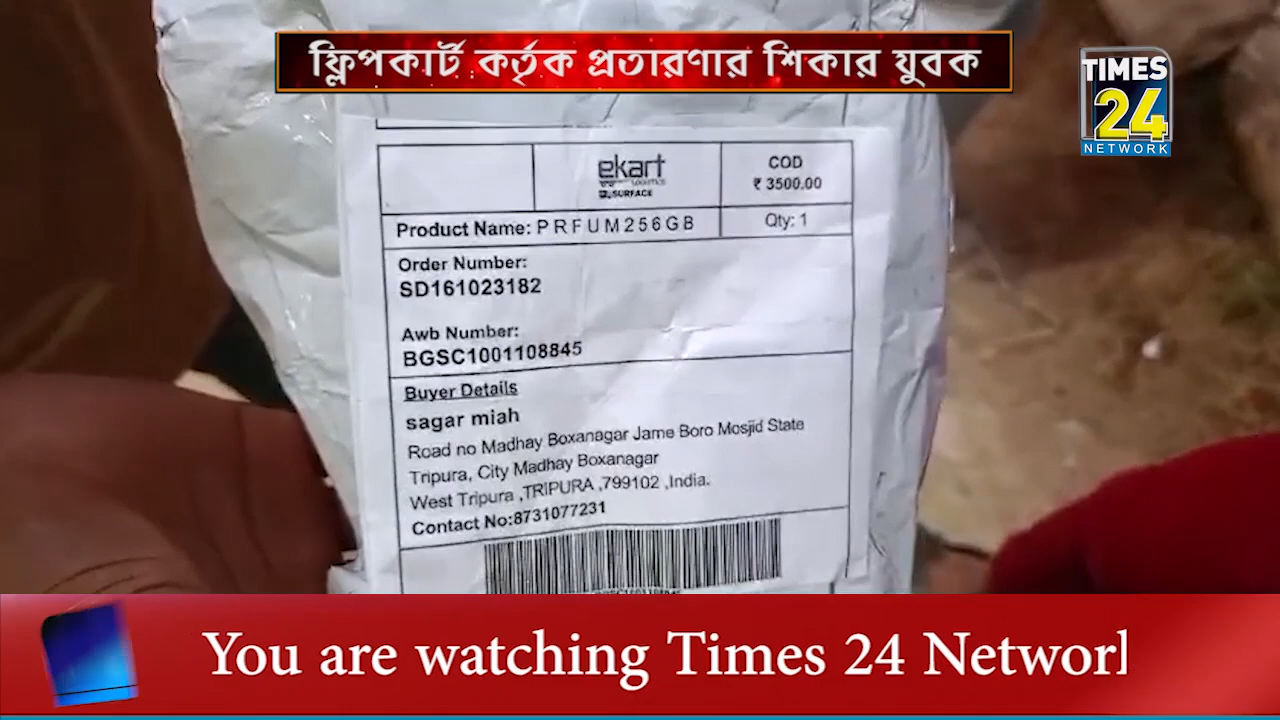 ফ্লিপকার্ট কর্তৃক প্রতারণার শিকার যুবক
TIMES
24
NETWORK
ekart
LOGISTICS
SURFACE
COD
₹ 3500.00
Product Name: PRFUM256GB
Qty: 1
Order Number:
SD161023182
Awb Number:
BGSC1001108845
Buyer Details
sagar miah
Road no Madhay Boxanagar Jame Boro Mosjid State
Tripura, City Madhay Boxanagar
West Tripura ,TRIPURA ,799102 ,India.
Contact No:8731077231
You are watching Times 24 Networ